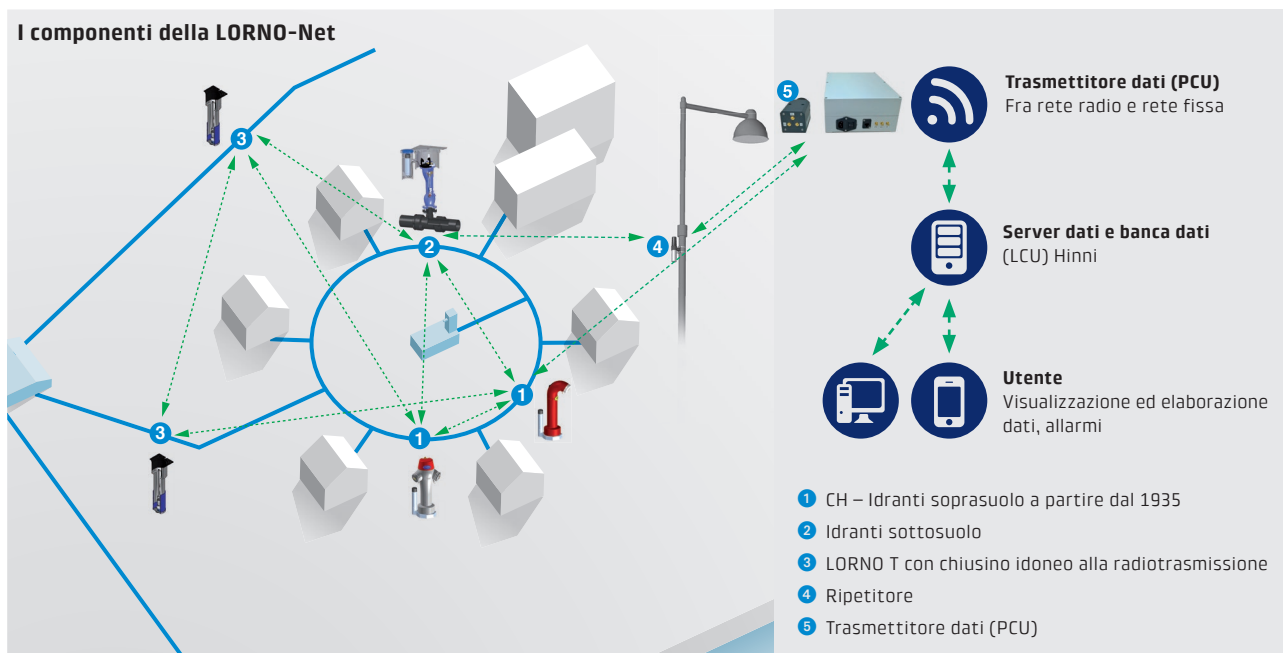 I componenti della LORNO-Net
3
2
4
1
1
3
5
Trasmettitore dati (PCU)
Fra rete radio e rete fissa
Server dati e banca dati
(LCU) Hinni
Utente
Visualizzazione ed elaborazione
dati, allarmi
1 CH – Idranti soprasuolo a partire dal 1935
2 Idranti sottosuolo
3 LORNO T con chiusino idoneo alla radiotrasmissione
4 Ripetitore
5 Trasmettitore dati (PCU)